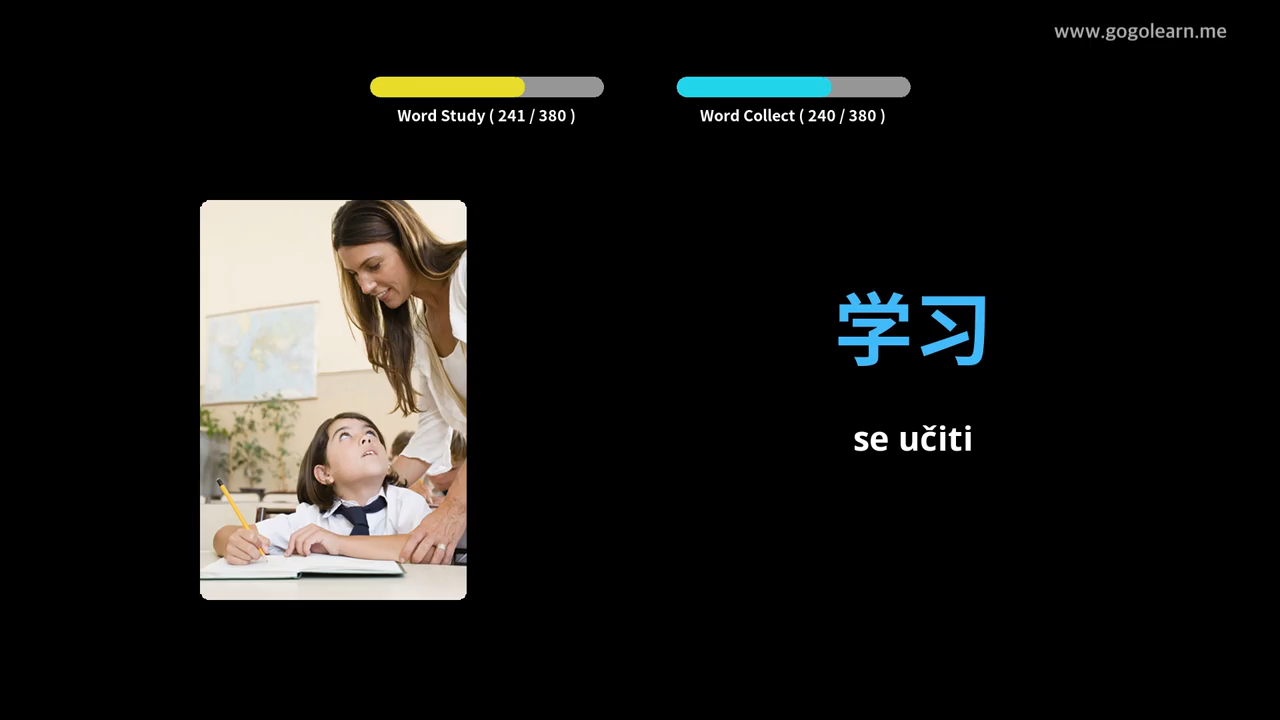 www.gogolearn.me
Word Study ( 241 / 380 )
Word Collect ( 240 / 380 )
学习
se učiti